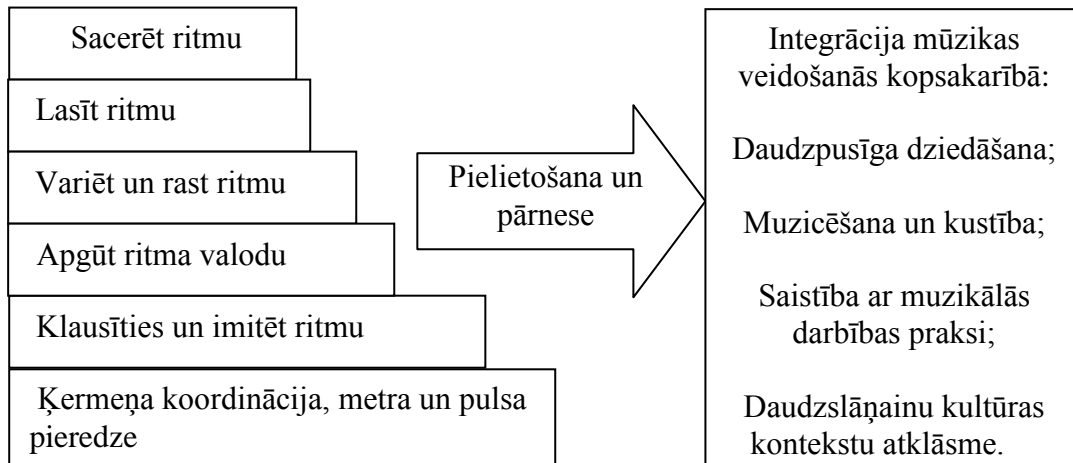 Sacerēt ritmu
Lasīt ritmu
Variēt un rast ritmu
Apgūt ritma valodu
Klausīties un imitēt ritmu
Ķermeņa koordinācija, metra un pulsa
pieredze
Pielietošana un
pārnese
Integrācija mūzikas
veidošanās kopsakarībā:
Daudzpusīga dziedāšana;
Muzicēšana un kustība;
Saistība ar muzikālās
darbības praksi;
Daudzslāņainu kultūras
kontekstu atklāsme.